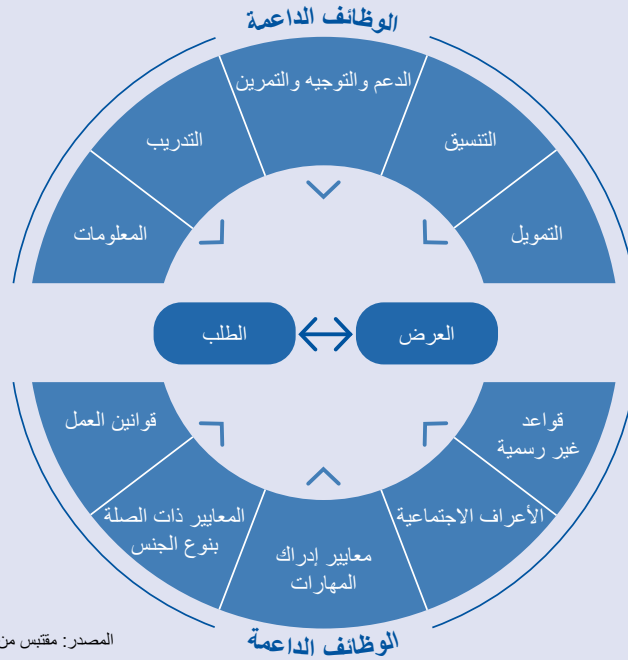 الوظائف الداعمة
الدعم والتوجيه والتمرين
التنسيق
التدريب
التمويل
المعلومات
العرض
الطلب
قواعد
غير رسمية
قوانين العمل
الأعراف الاجتماعية
المعايير ذات الصلة
بنوع الجنس
معايير إدراك
المهارات
الوظائف الداعمة
المصدر: مقتبس من